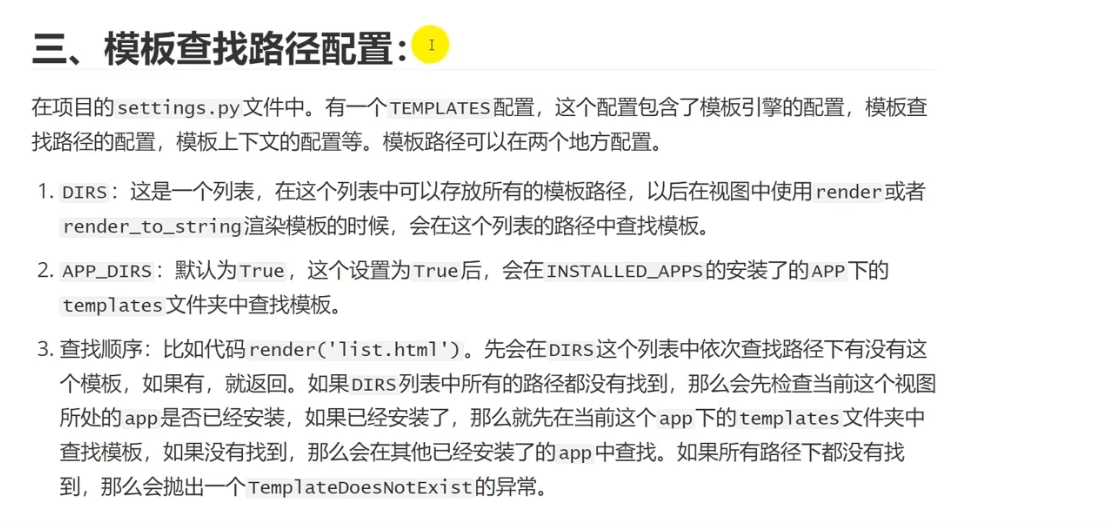 三、模板查找路径配置：
在项目的settings.py文件中。有一个TEMPLATES配置，这个配置包含了模板引擎的配置，模板查
找路径的配置，模板上下文的配置等。模板路径可以在两个地方配置。
1. DIRS：这是一个列表，在这个列表中可以存放所有的模板路径，以后在视图中使用render或者
render_to_string渲染模板的时候，会在这个列表的路径中查找模板。
2. APP_DIRS：默认为True，这个设置为True后，会在INSTALLED_APPS的安装了的APP下的
templates文件夹中查找模板。
3. 查找顺序：比如代码render('list.html')。先会在DIRS这个列表中依次查找路径下有没有这
个模板，如果有，就返回。如果DIRS列表中所有的路径都没有找到，那么会先检查当前这个视图
所处的app是否已经安装，如果已经安装了，那么就先在当前这个app下的templates文件夹中
查找模板，如果没有找到，那么会在其他已经安装了的app中查找。如果所有路径下都没有找
到，那么会抛出一个TemplateDoesNotExist的异常。